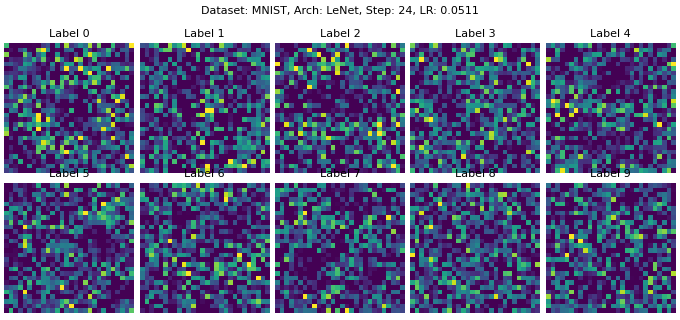 Dataset: MNIST, Arch: LeNet, Step: 24, LR: 0.0511
Label 0 Label 1 Label 2 Label 3 Label 4
Label 5 Label 6 Label 7 Label 8 Label 9